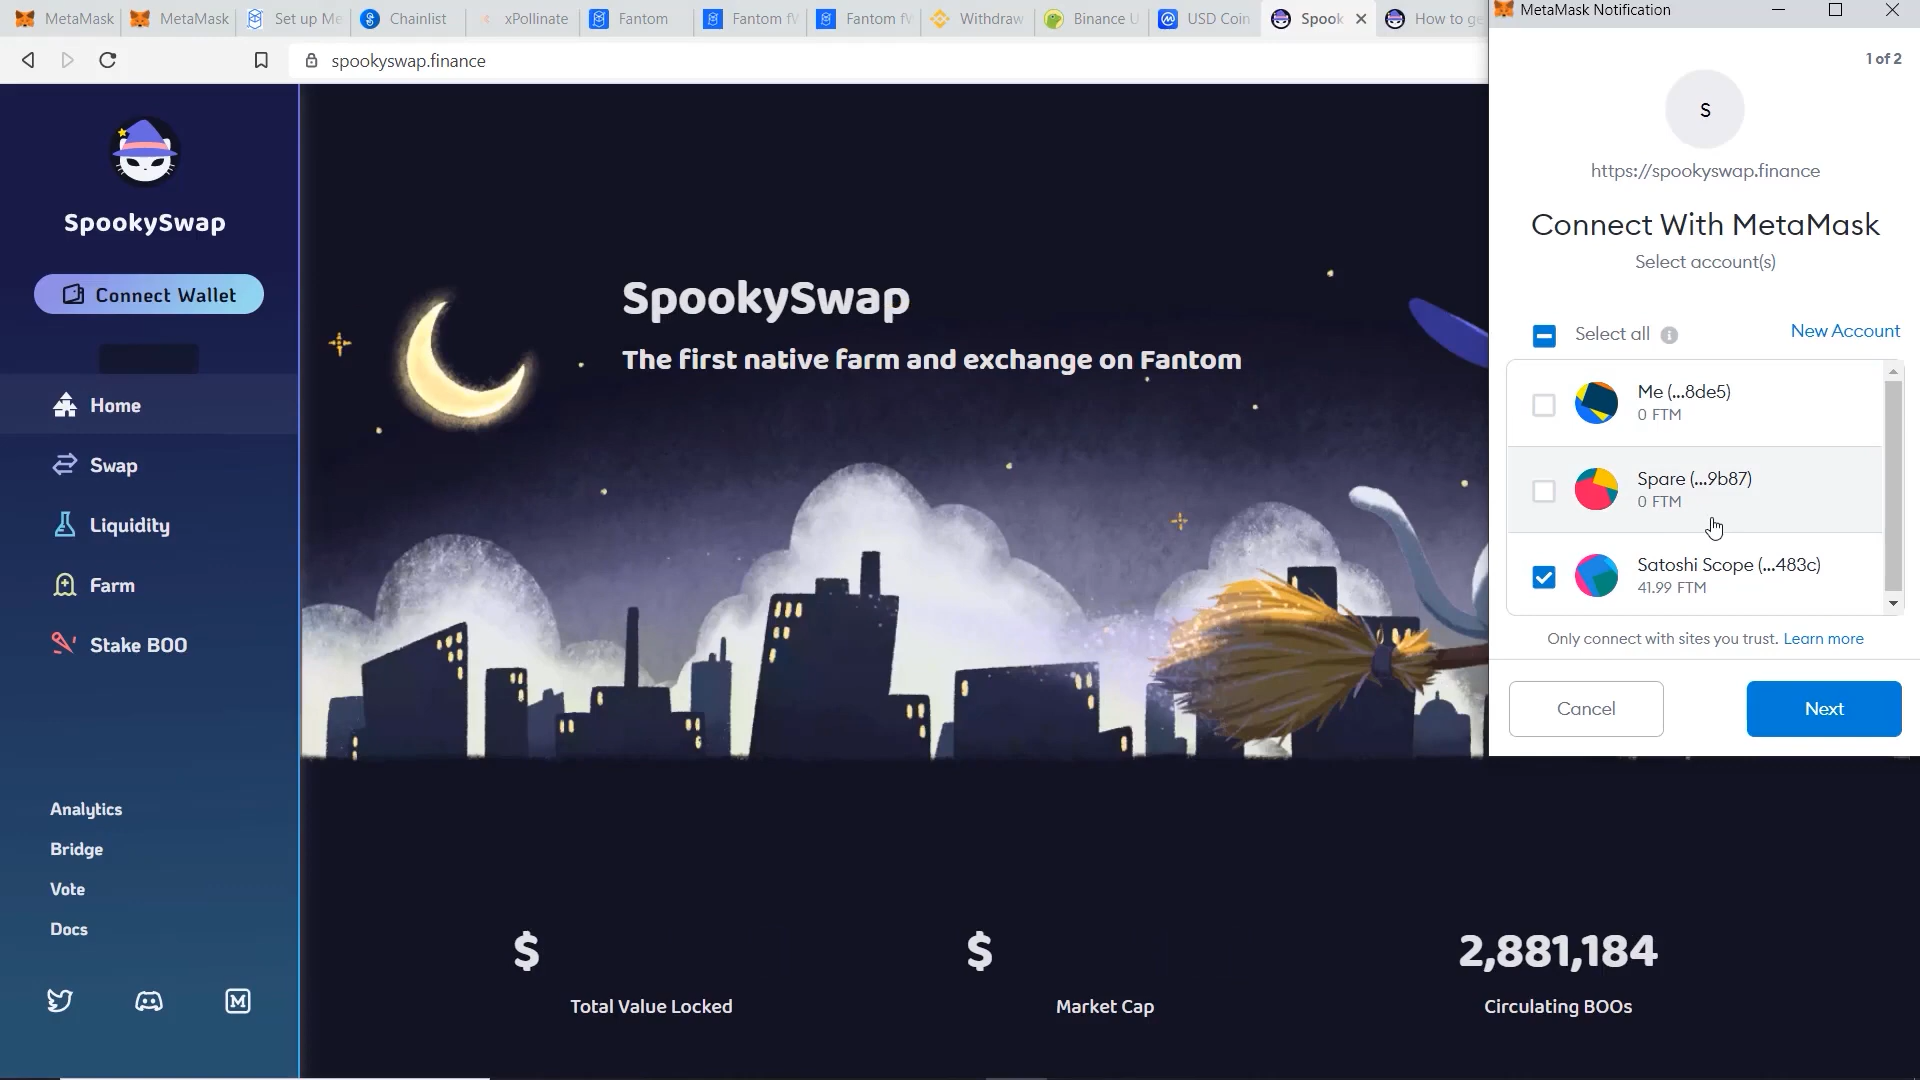 MetaMask
MetaMask
Set up Me
Chainlist
xPollinate
Fantom
Fantom fV
Fantom fV
Withdraw
Binance U
USD Coin
Spook
How to ge
MetaMask Notification
spookyswap.finance
1 of 2
S
https://spookyswap.finance
Connect With MetaMask
Select account(s)
Select all
New Account
Me (...8de5)
0 FTM
Spare (...9b87)
0 FTM
Satoshi Scope (...483c)
41.99 FTM
Only connect with sites you trust. Learn more
Cancel
Next
SpookySwap
Connect Wallet
Home
Swap
Liquidity
Farm
Stake BOO
Analytics
Bridge
Vote
Docs
SpookySwap
The first native farm and exchange on Fantom
$
Total Value Locked
$
Market Cap
2,881,184
Circulating BOOs